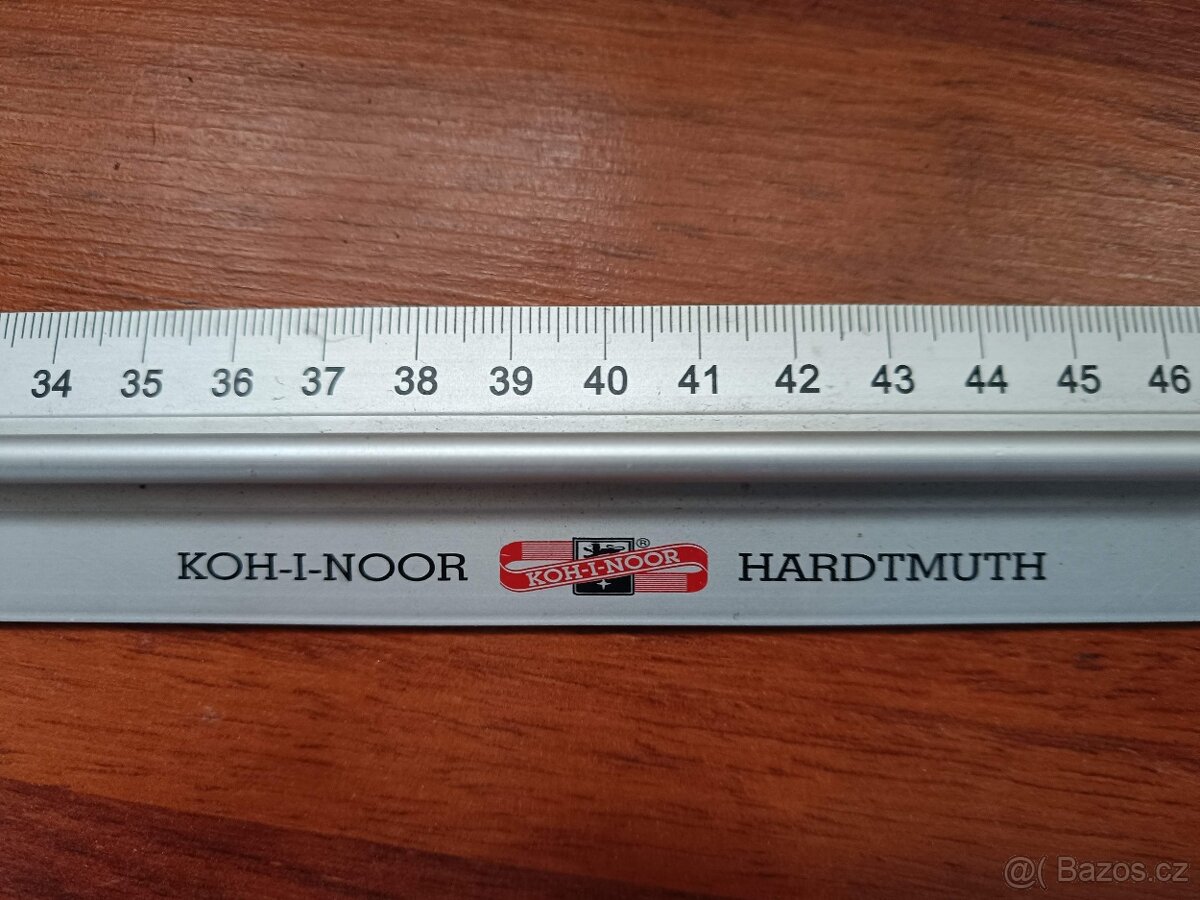 34 35 36 37 38 39 40 41 42 43 44 45 46
KOH-I-NOOR KOH-I-NOOR® HARDTMUTH
@( Bazos.cz